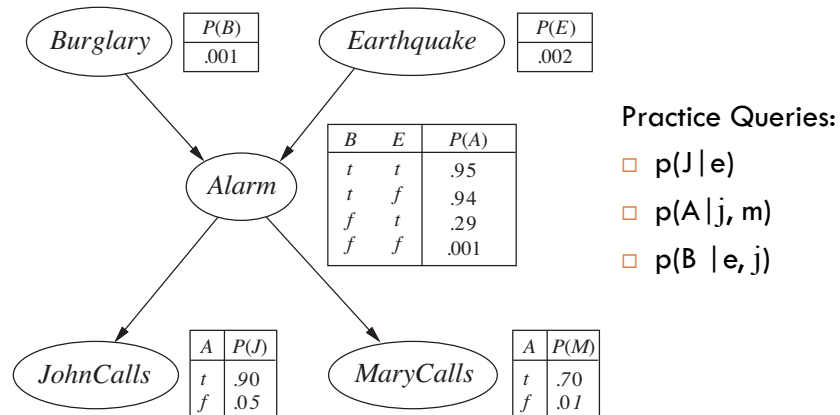 Burglary
P(B)
.001
Earthquake
P(E)
.002
B E P(A)
t t .95
t f .94
f t .29
f f .001
Alarm
JohnCalls
A P(J)
t .90
f .05
MaryCalls
A P(M)
t .70
f .01
Practice Queries:
p(J|e)
p(A|j, m)
p(B |e, j)